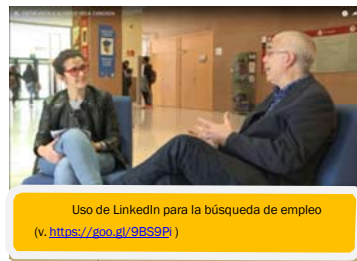 Uso de LinkedIn para la búsqueda de empleo
(v. https://goo.gl/9BS9Pi )